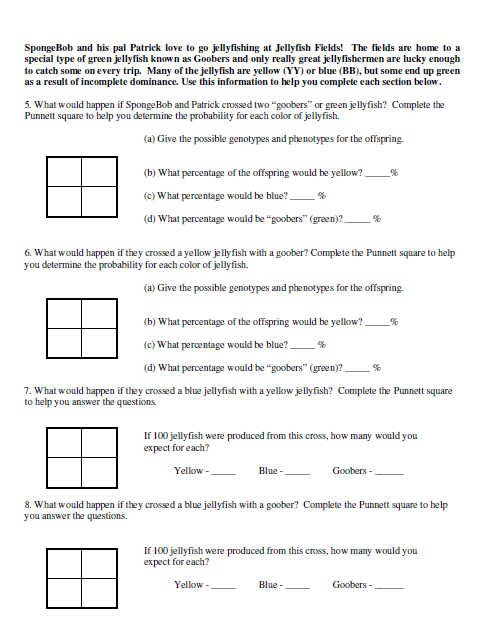 SpongeBob and his pal Patrick love to go jellyfishing at Jellyfish Fields! The fields are home to a
special type of green jellyfish known as Goobers and only really great jellyfishermen are lucky enough
to catch some on every trip. Many of the jellyfish are yellow (YY) or blue (BB), but some end up green
as a result of incomplete dominance. Use this information to help you complete each section below.
5. What would happen if SpongeBob and Patrick crossed two “goobers” or green jellyfish? Complete the
Punnett square to help you determine the probability for each color of jellyfish.
(a) Give the possible genotypes and phenotypes for the offspring.
(b) What percentage of the offspring would be yellow? _____%
(c) What percentage would be blue? _____ %
(d) What percentage would be “goobers” (green)? _____ %
6. What would happen if they crossed a yellow jellyfish with a goober? Complete the Punnett square to help
you determine the probability for each color of jellyfish.
(a) Give the possible genotypes and phenotypes for the offspring.
(b) What percentage of the offspring would be yellow? _____%
(c) What percentage would be blue? _____ %
(d) What percentage would be “goobers” (green)? _____ %
7. What would happen if they crossed a blue jellyfish with a yellow jellyfish? Complete the Punnett square
to help you answer the questions.
If 100 jellyfish were produced from this cross, how many would you
expect for each?
Yellow - _____ Blue - _____ Goobers - ______
8. What would happen if they crossed a blue jellyfish with a goober? Complete the Punnett square to help
you answer the questions.
If 100 jellyfish were produced from this cross, how many would you
expect for each?
Yellow - _____ Blue - _____ Goobers - ______